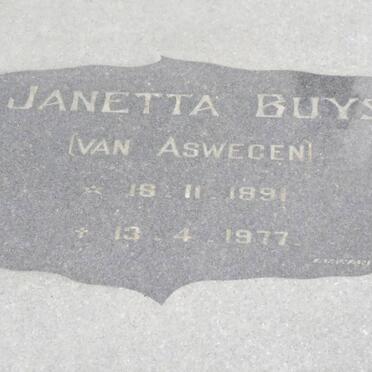 JANETTA BUYS
(VAN ASWEGEN)
☆ 18 . 11 . 1891
✝ 13 . 4 . 1977